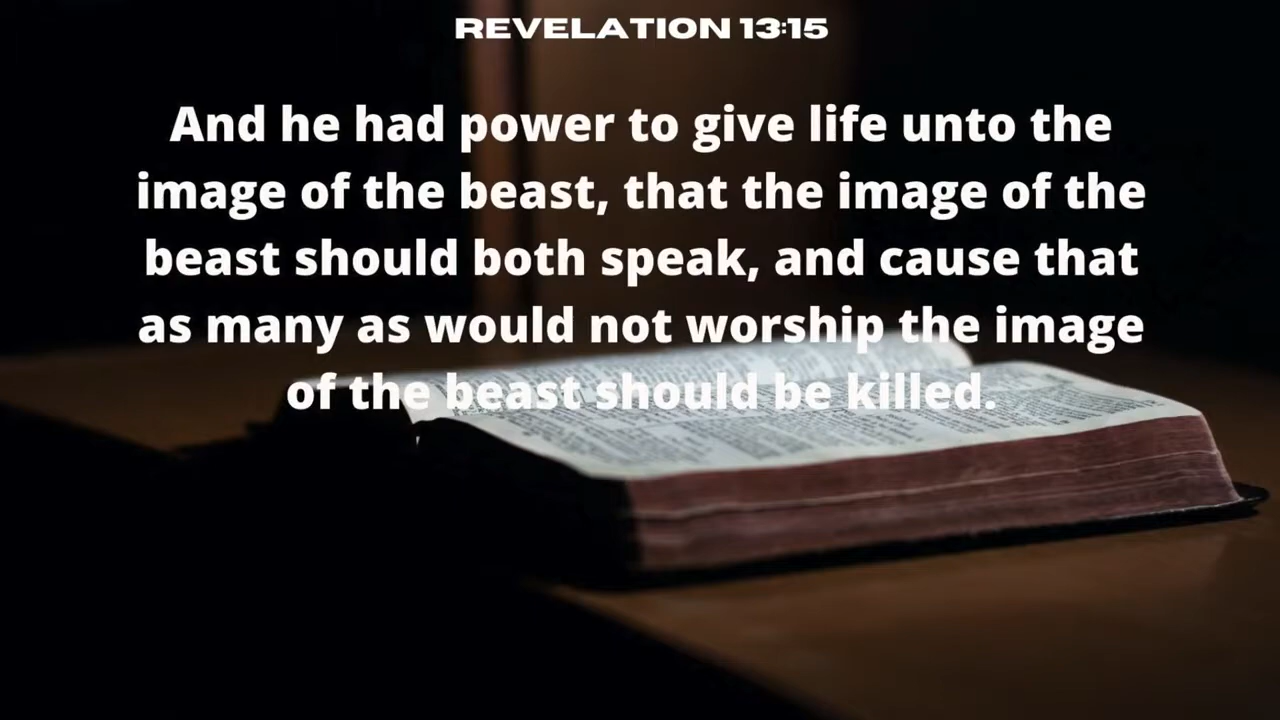 REVELATION 13:15
And he had power to give life unto the
image of the beast, that the image of the
beast should both speak, and cause that
as many as would not worship the image
of the beast should be killed.